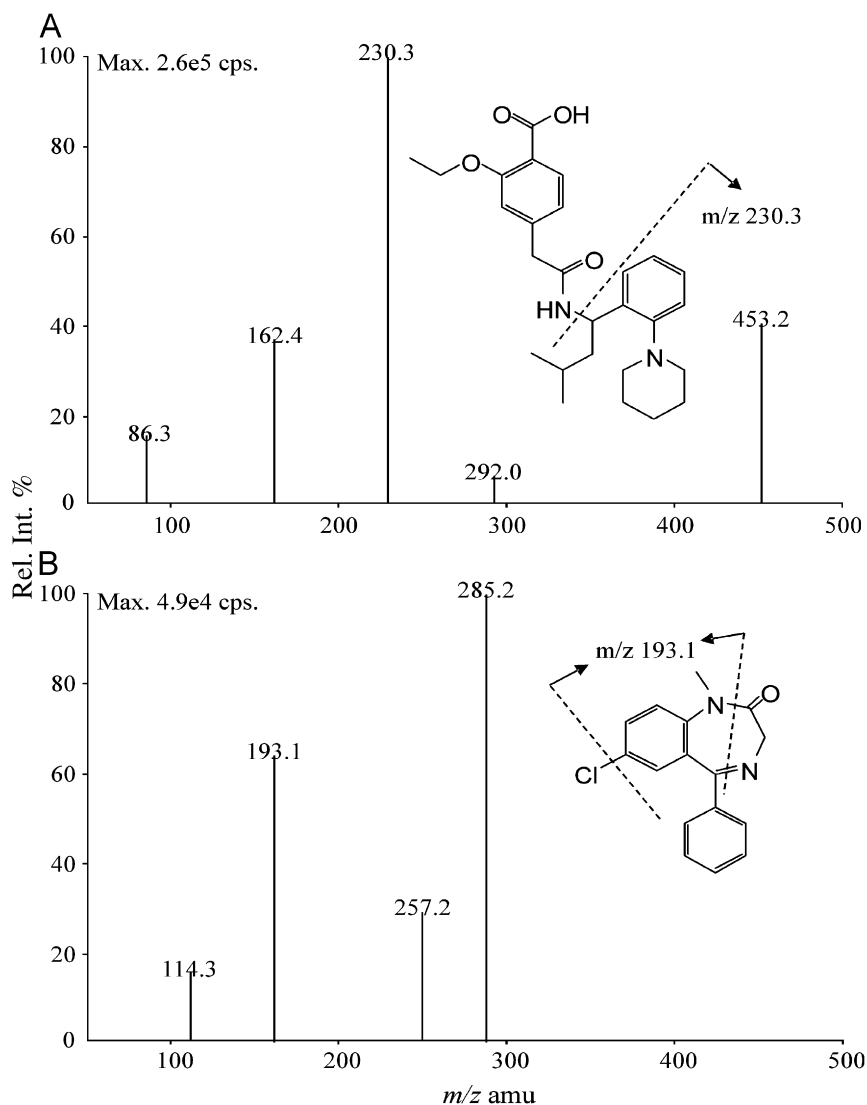 A
Max. 2.6e5 cps.
230.3
100
80
60
40
20
0
OH
O
O
m/z 230.3
O
HN
N
453.2
162.4
86.3
292.0
100
200
300
400
500
Rel. Int. %
B
Max. 4.9e4 cps.
285.2
100
80
60
40
20
0
m/z 193.1
N
O
Cl
N
193.1
257.2
114.3
100
200
300
400
500
m/z amu